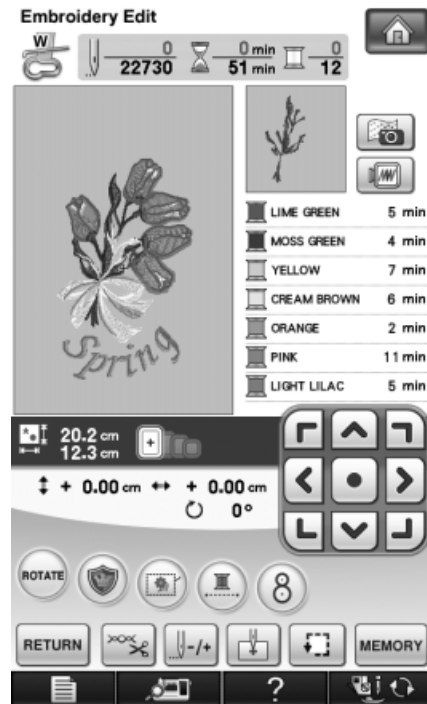 Embroidery Edit
W
0 0 min 0
22730 51 min 12
LIME GREEN 5 min
MOSS GREEN 4 min
YELLOW 7 min
CREAM BROWN 6 min
ORANGE 2 min
PINK 11 min
LIGHT LILAC 5 min
Spring
20.2 cm
12.3 cm
+ 0.00 cm + 0.00 cm
0°
ROTATE
8
RETURN -/+ MEMORY
?